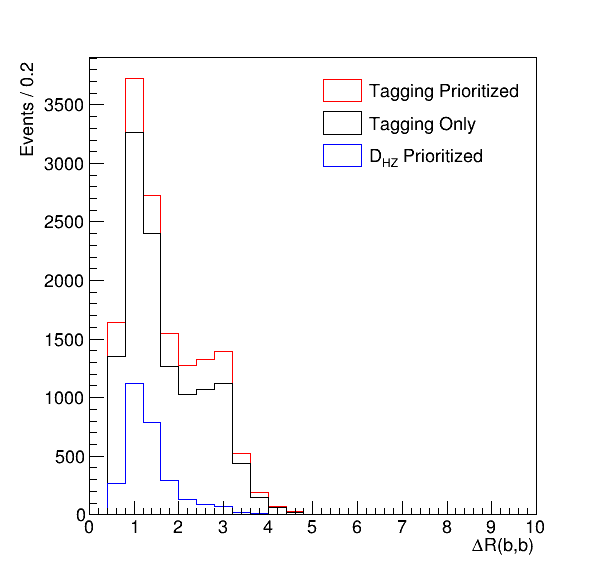 Events / 0.2
3500
3000
2500
2000
1500
1000
500
0
Tagging Prioritized
Tagging Only
D_HZ Prioritized
0 1 2 3 4 5 6 7 8 9 10
ΔR(b,b)